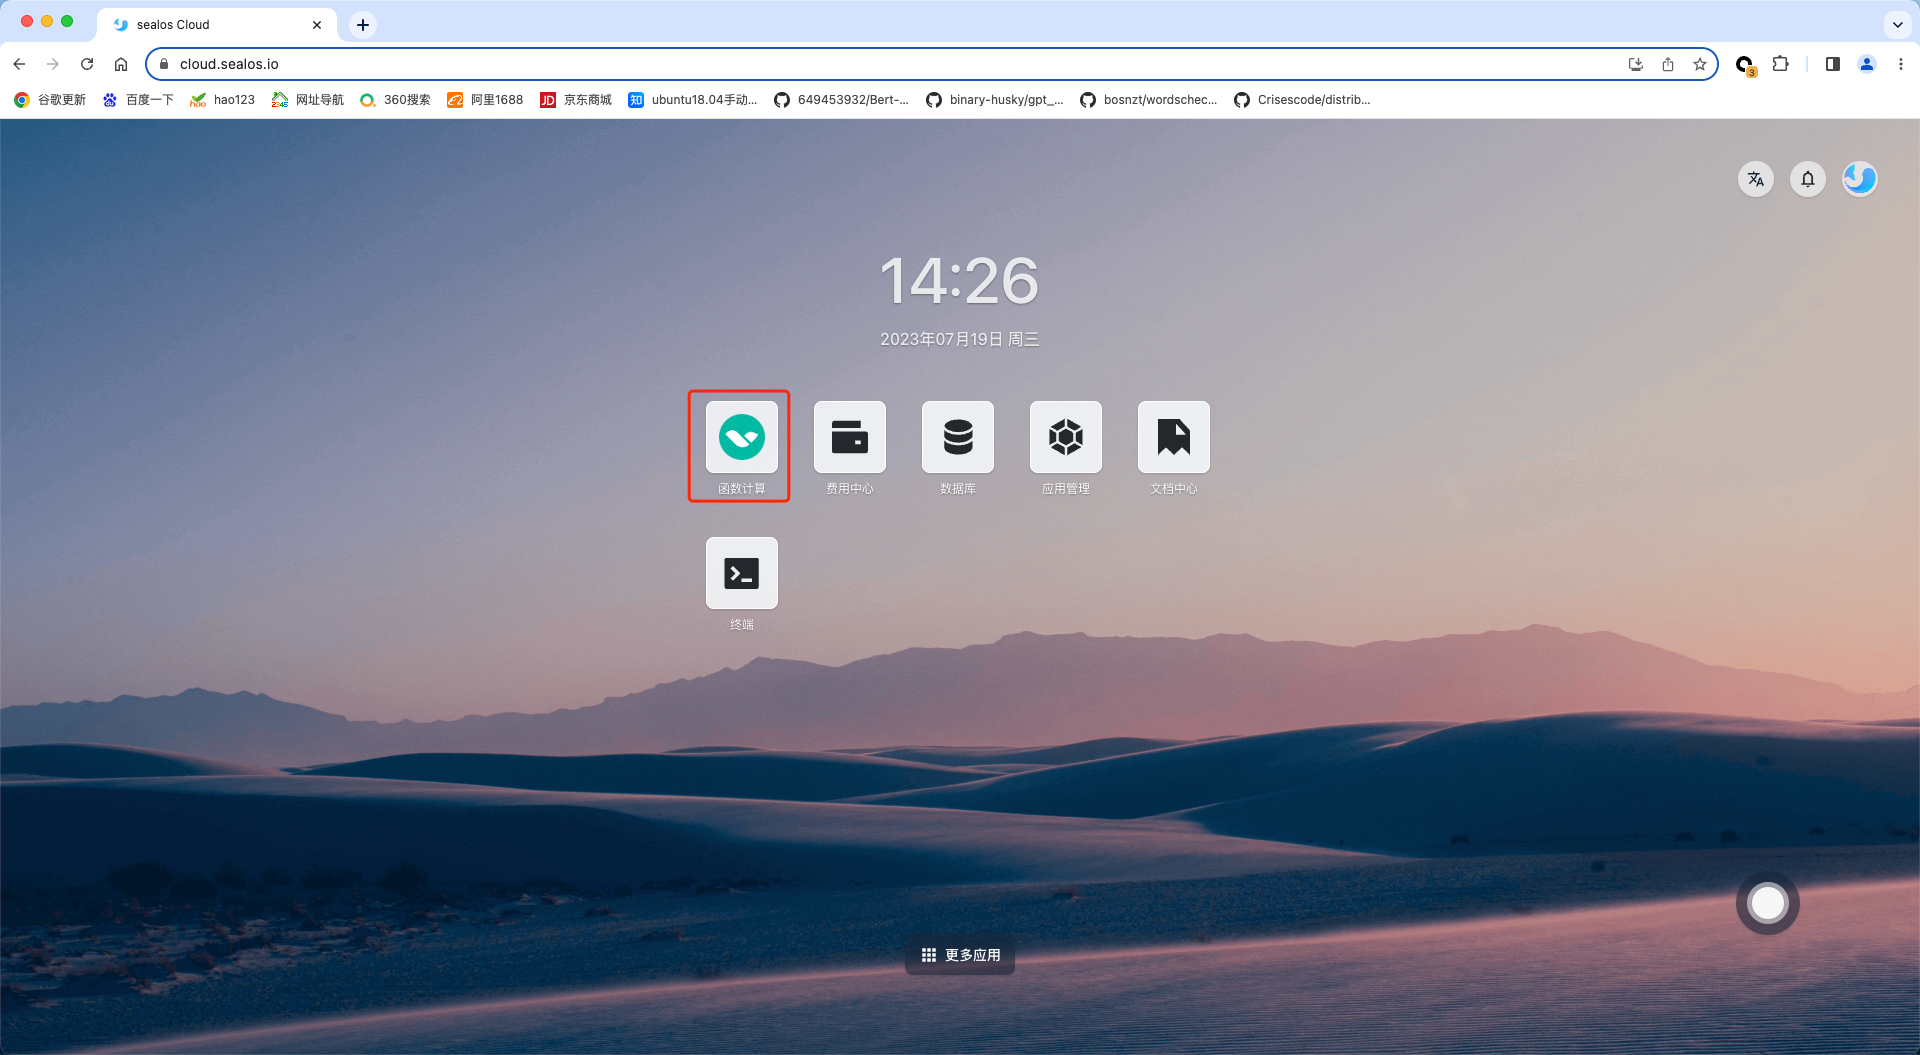 sealos Cloud
cloud.sealos.io
3
谷歌更新 百度一下 hao123 网址导航 360搜索 阿里1688 京东商城 ubuntu18.04手动... 649453932/Bert-... binary-husky/gpt_... bosnzt/wordschec... Crisescode/distrib...
14:26
2023年07月19日 周三
函数计算 费用中心 数据库 应用管理 文档中心
终端
更多应用